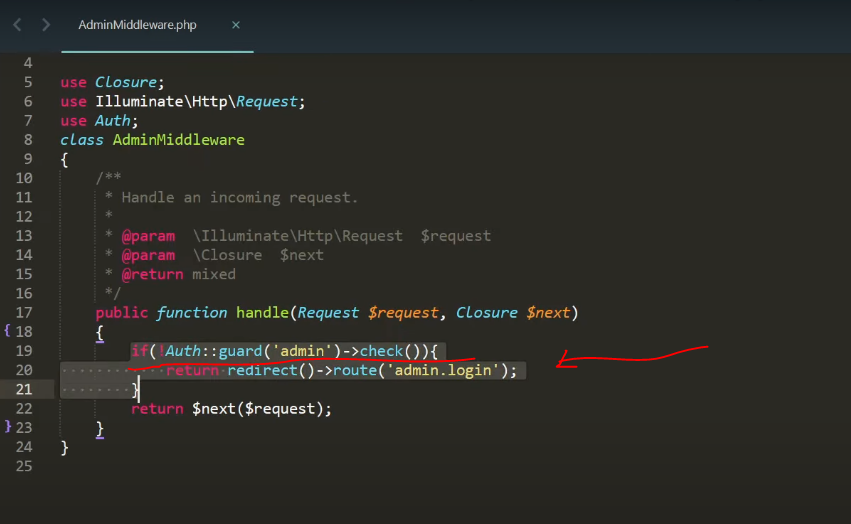 AdminMiddleware.php ×
4
5 use Closure;
6 use Illuminate\Http\Request;
7 use Auth;
8 class AdminMiddleware
9 {
10 /**
11 * Handle an incoming request.
12 *
13 * @param \Illuminate\Http\Request $request
14 * @param \Closure $next
15 * @return mixed
16 */
17 public function handle(Request $request, Closure $next)
18 {
19 if(!Auth::guard('admin')->check()){
20 return redirect()->route('admin.login');
21 }
22 return $next($request);
23 }
24 }
25